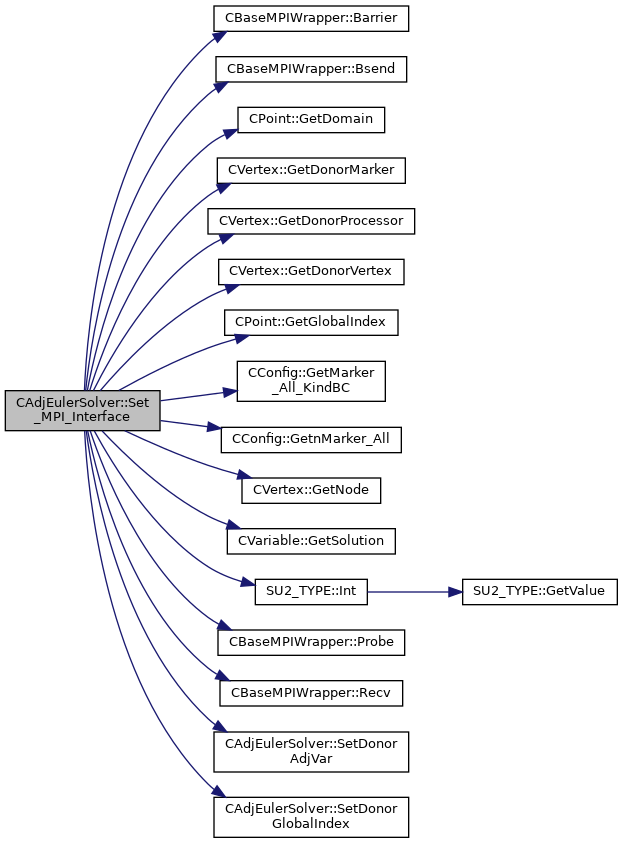 CBaseMPIWrapper::Barrier
CBaseMPIWrapper::Bsend
CPoint::GetDomain
CVertex::GetDonorMarker
CVertex::GetDonorProcessor
CVertex::GetDonorVertex
CPoint::GetGlobalIndex
CConfig::GetMarker
_All_KindBC
CAdjEulerSolver::Set
_MPI_Interface
CConfig::GetnMarker_All
CVertex::GetNode
CVariable::GetSolution
SU2_TYPE::Int
SU2_TYPE::GetValue
CBaseMPIWrapper::Probe
CBaseMPIWrapper::Recv
CAdjEulerSolver::SetDonor
AdjVar
CAdjEulerSolver::SetDonor
GlobalIndex